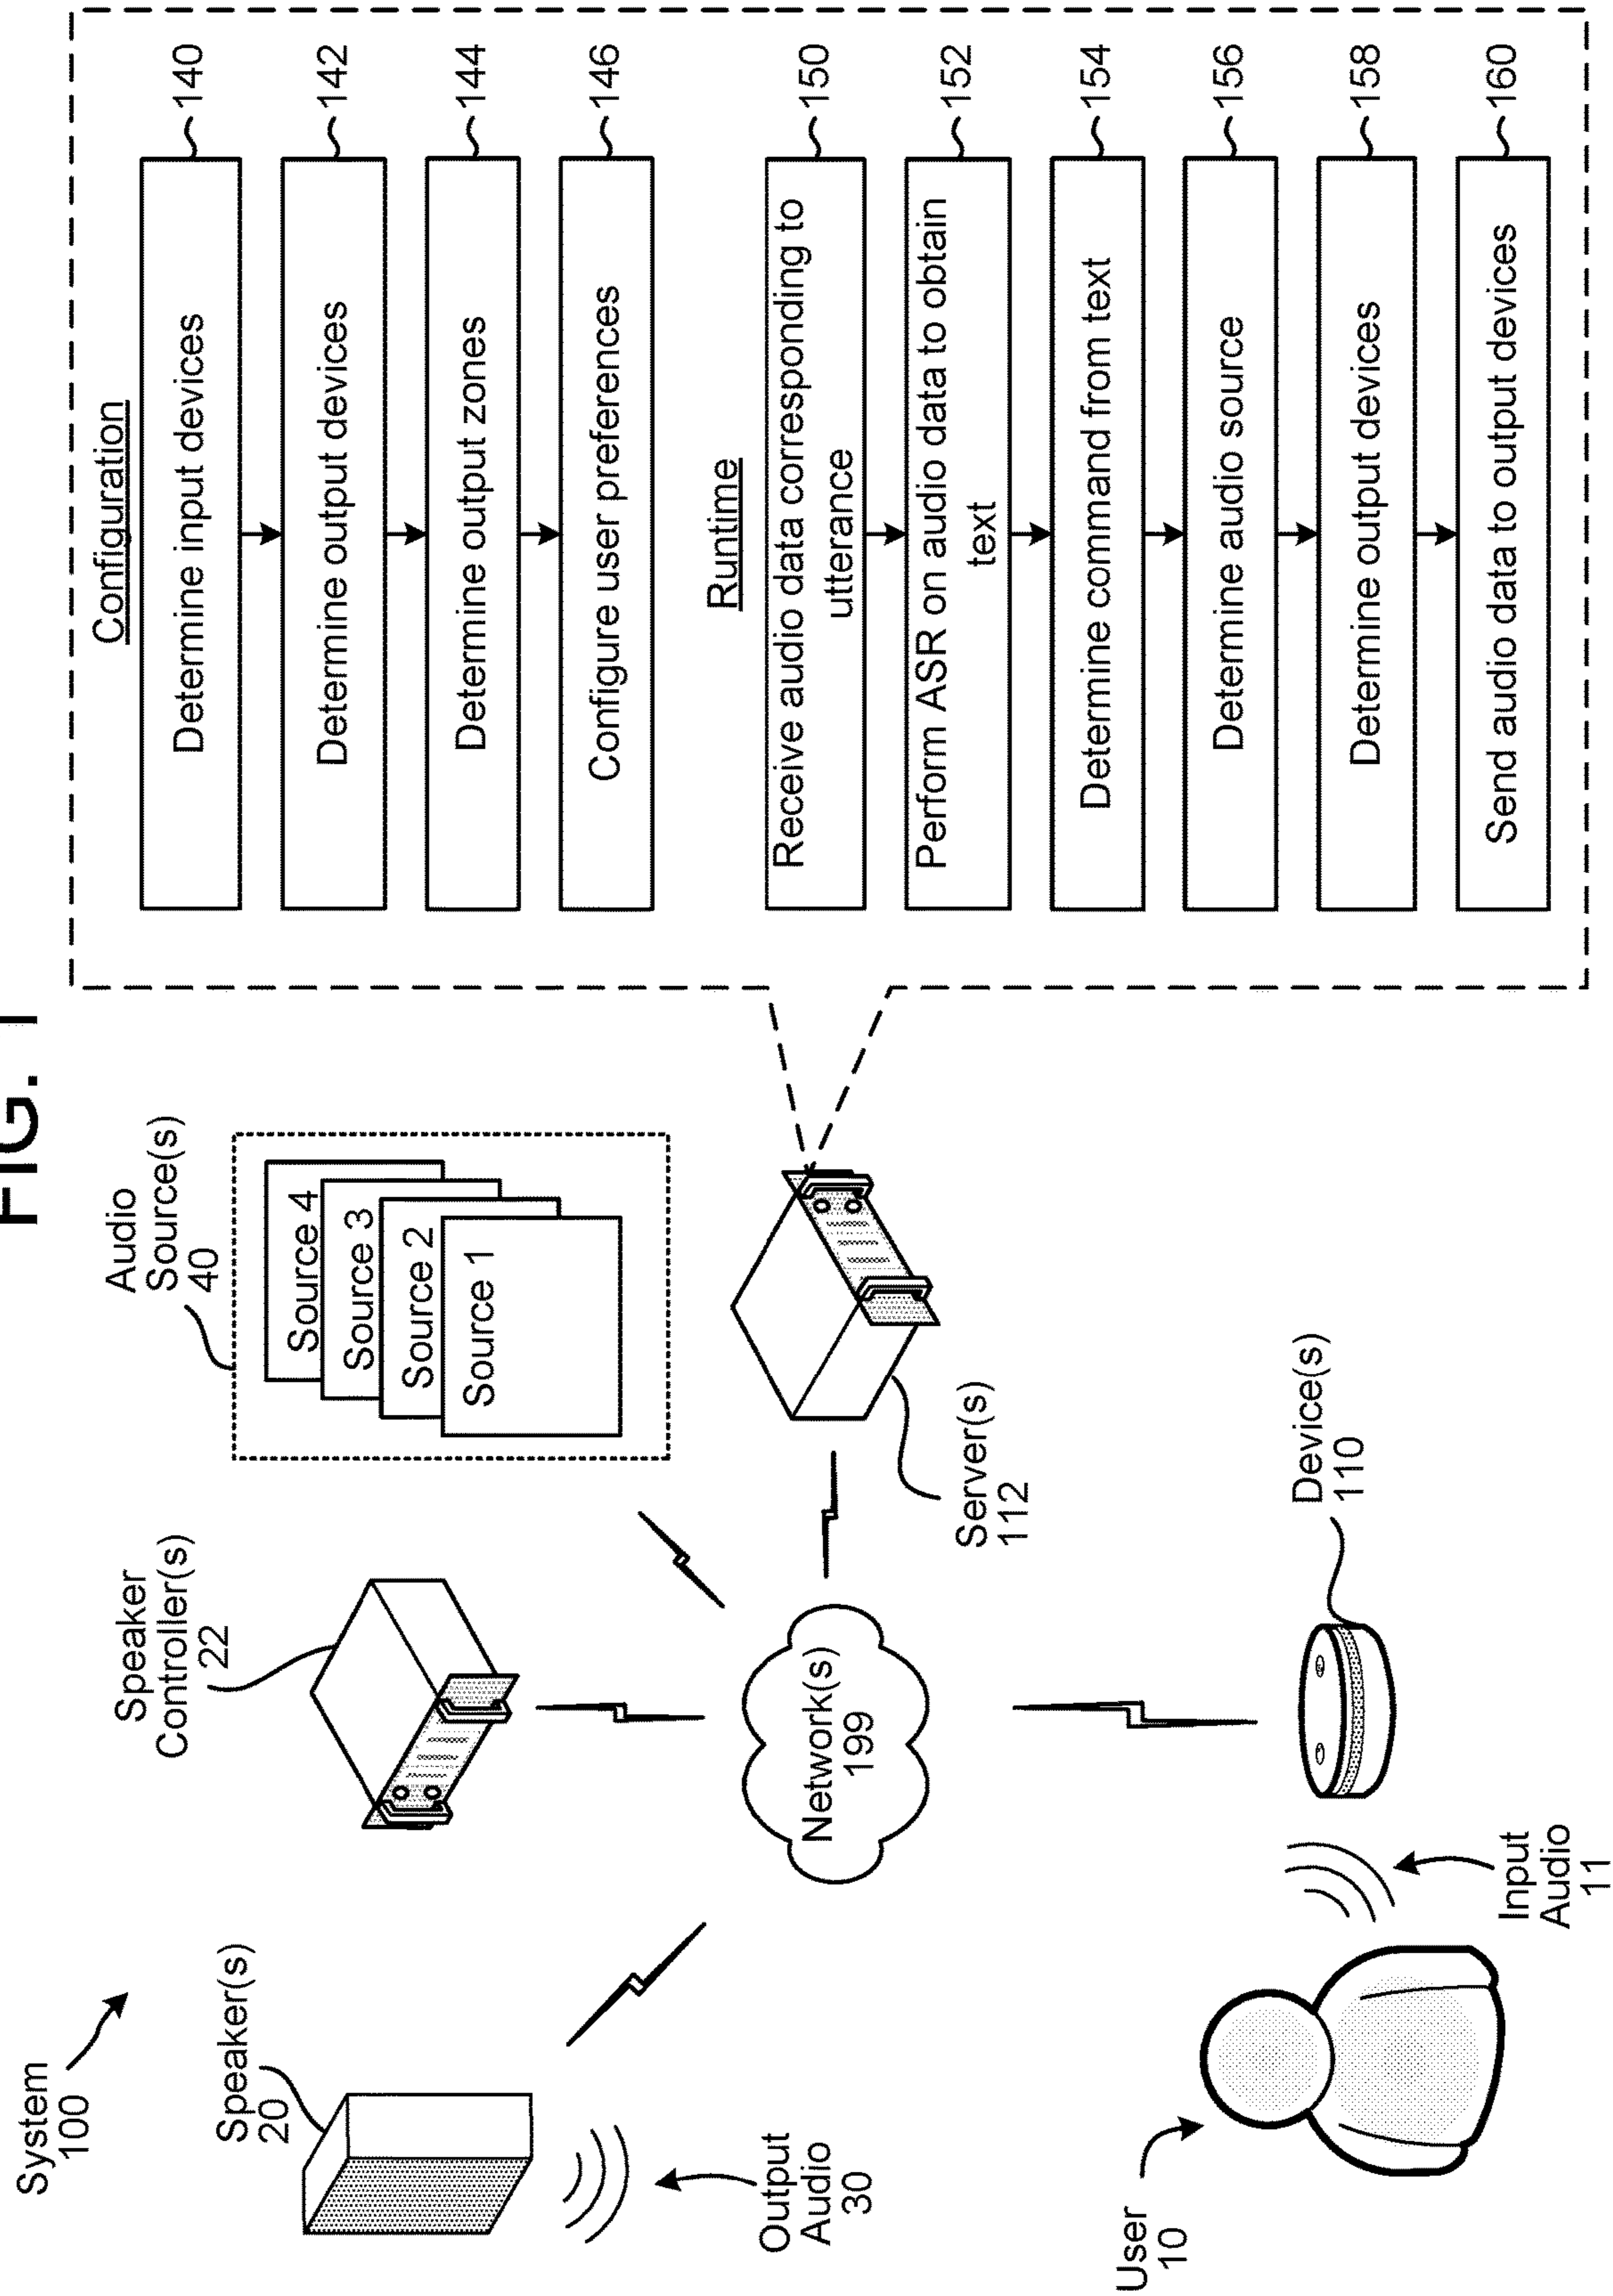 FIG. 1
System
100
Speaker(s)
20
Output
Audio
30
Speaker
Controller(s)
22
Audio
Source(s)
40
Source 4
Source 3
Source 2
Source 1
Network(s)
199
Server(s)
112
User
10
Input
Audio
11
Device(s)
110
Configuration
Determine input devices
140
Determine output devices
142
Determine output zones
144
Configure user preferences
146
Runtime
Receive audio data corresponding to
utterance
150
Perform ASR on audio data to obtain
text
152
Determine command from text
154
Determine audio source
156
Determine output devices
158
Send audio data to output devices
160